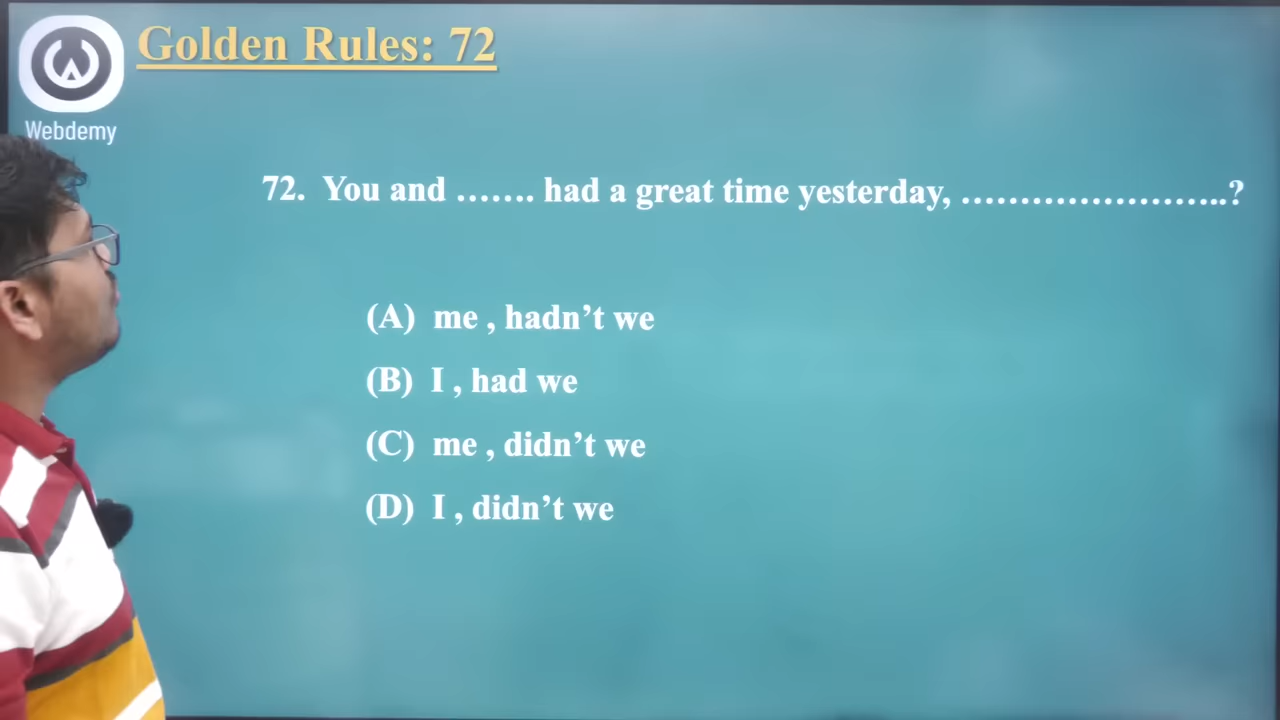 Golden Rules: 72
Webdemy
72. You and ....... had a great time yesterday, ........................?
(A) me , hadn’t we
(B) I , had we
(C) me , didn’t we
(D) I , didn’t we